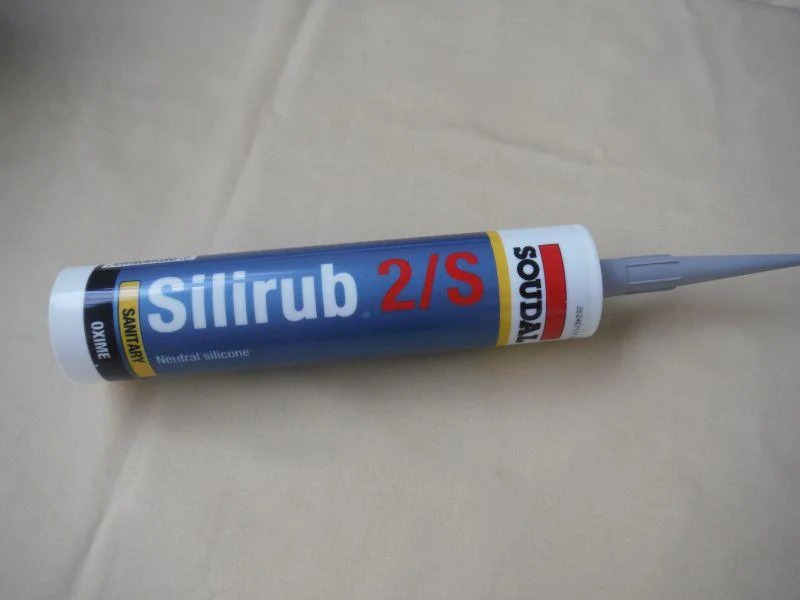 Silirub 2/S
Neutral silicone
SANITARY
OXIME
SOUDAL